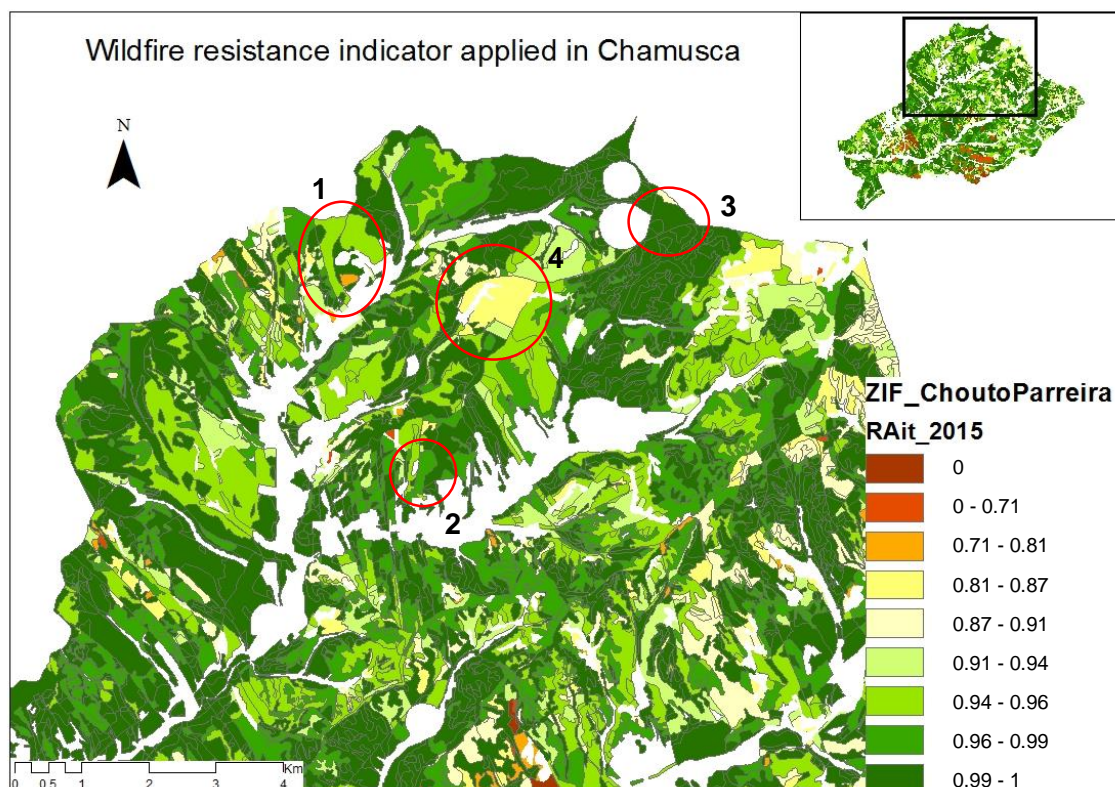 Wildfire resistance indicator applied in Chamusca
N
1
3
4
2
ZIF_ChoutoParreira
RAit_2015
0
0 - 0.71
0.71 - 0.81
0.81 - 0.87
0.87 - 0.91
0.91 - 0.94
0.94 - 0.96
0.96 - 0.99
0.99 - 1
Km
0 0.5 1 2 3 4